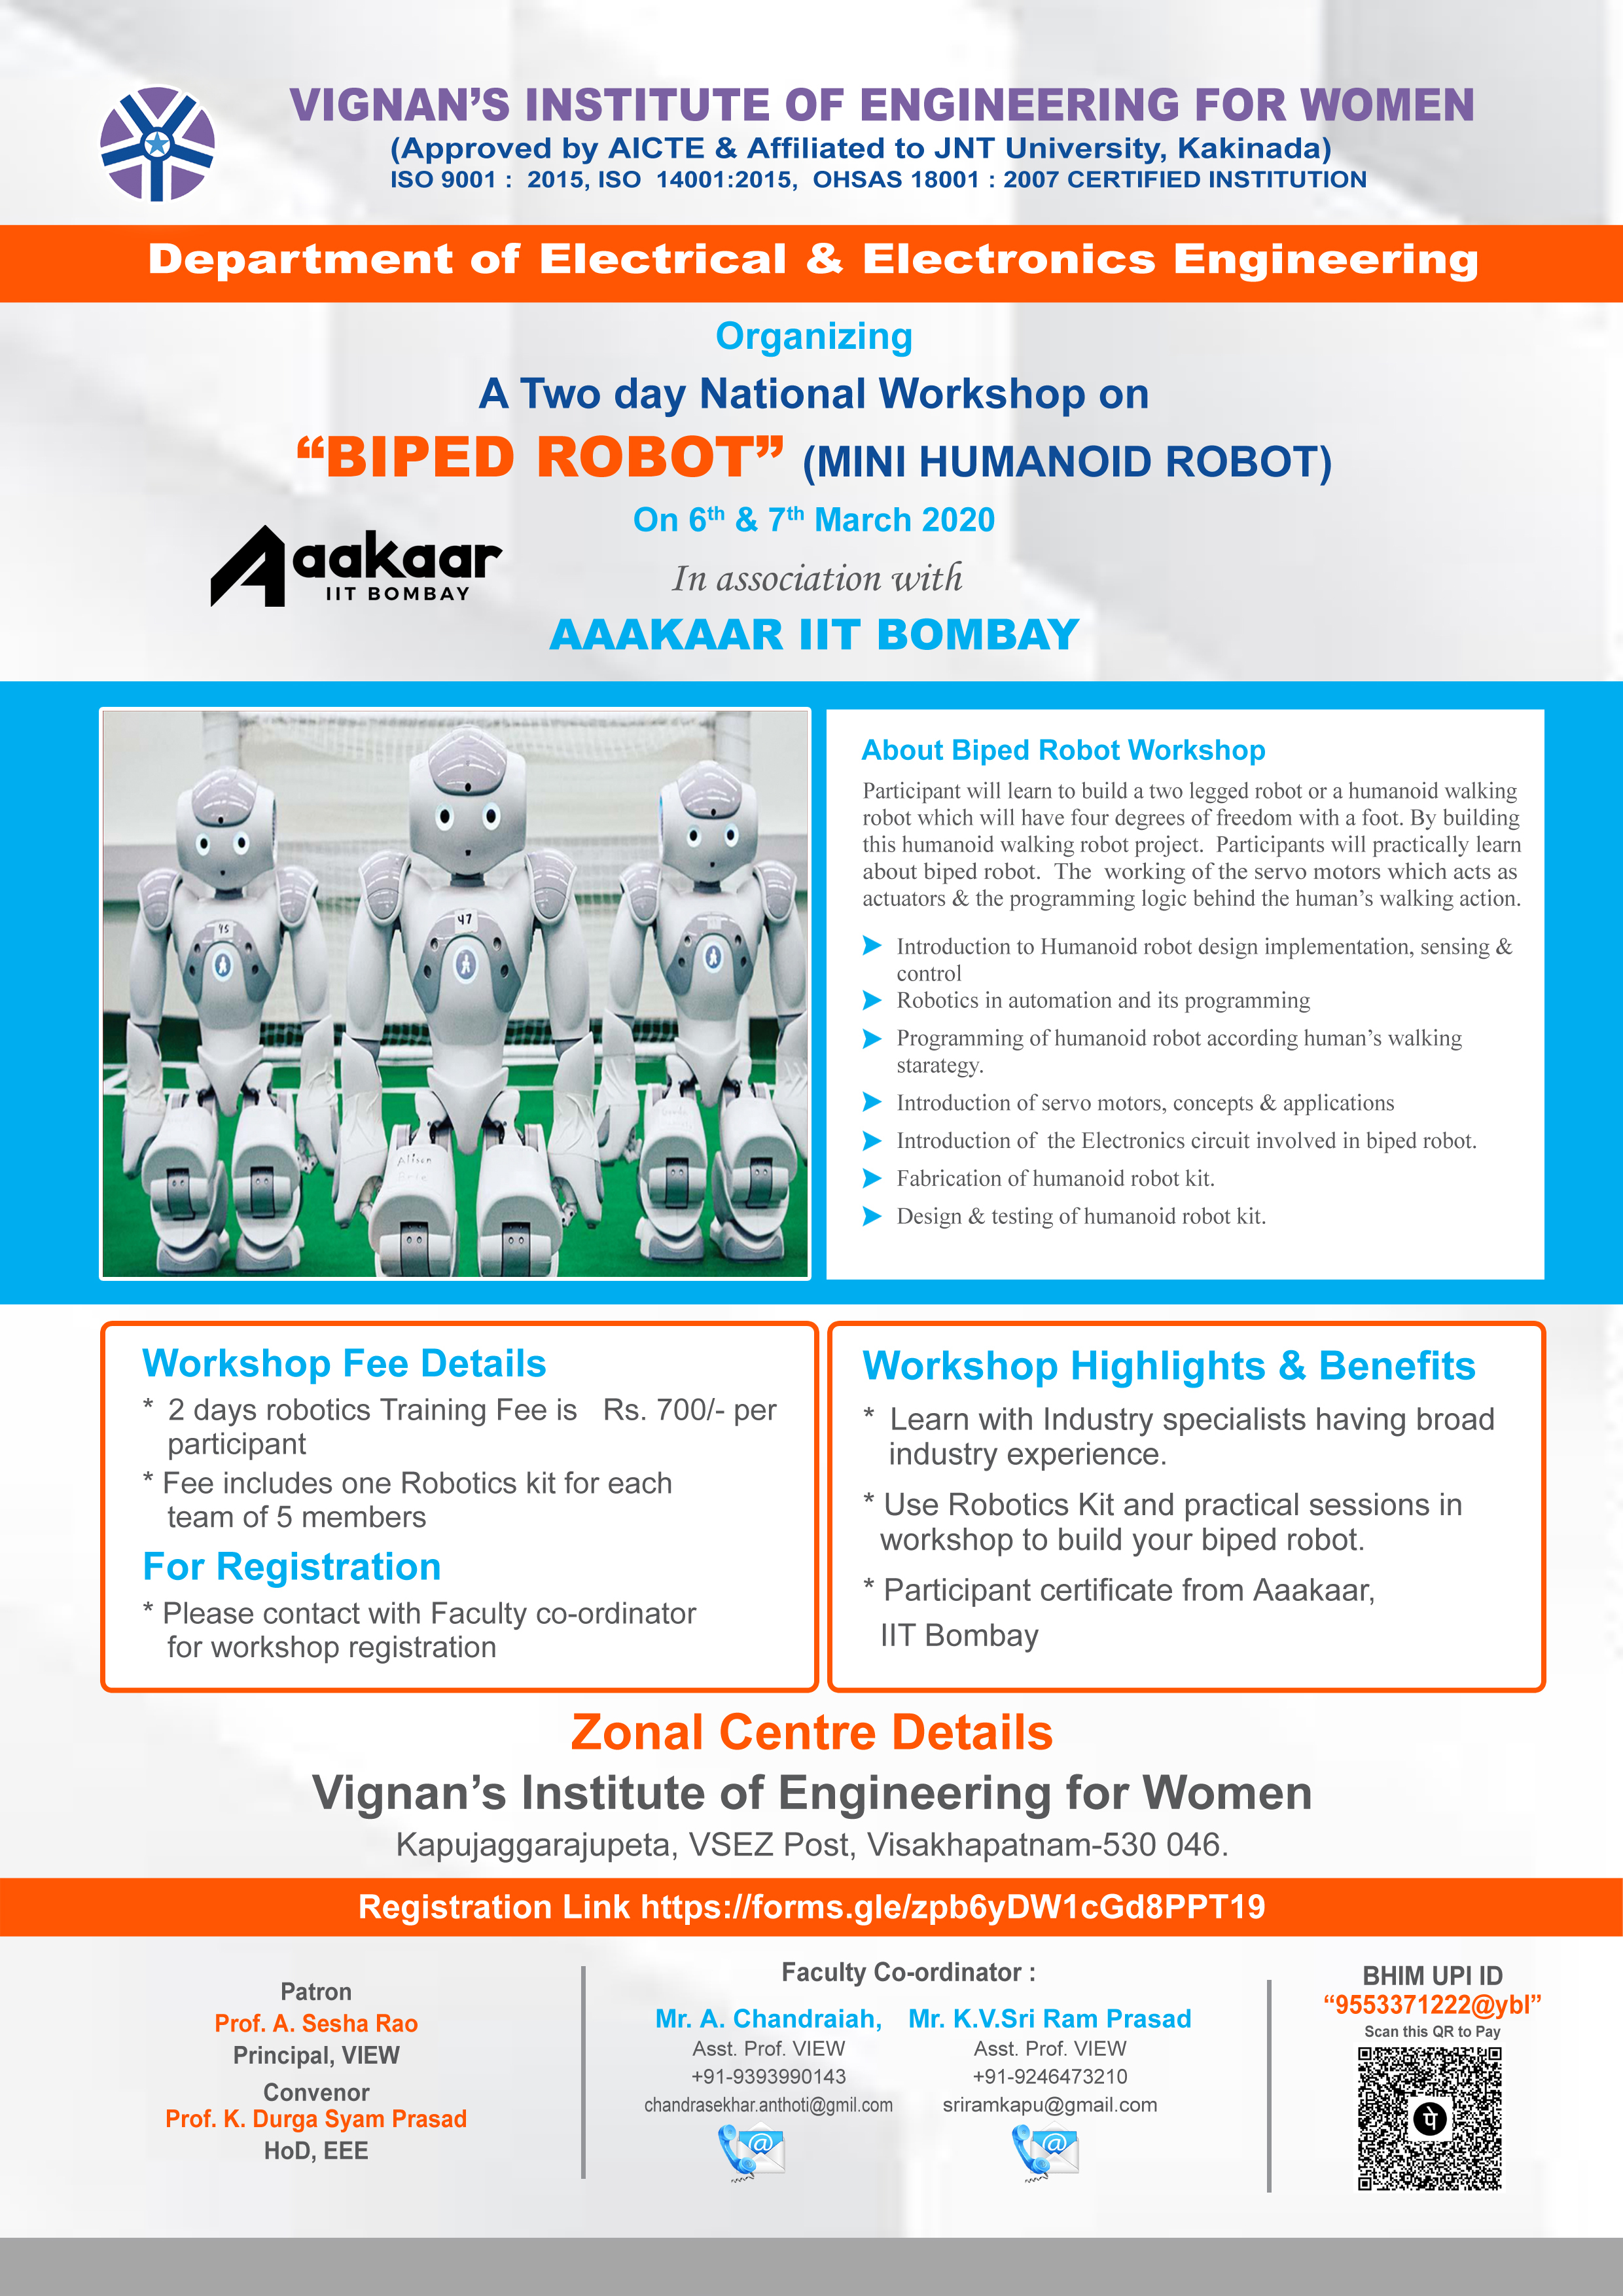 VIGNAN'S INSTITUTE OF ENGINEERING FOR WOMEN
(Approved by AICTE & Affiliated to JNT University, Kakinada)
ISO 9001 : 2015, ISO 14001:2015, OHSAS 18001 : 2007 CERTIFIED INSTITUTION
Department of Electrical & Electronics Engineering
Organizing
A Two day National Workshop on
“BIPED ROBOT” (MINI HUMANOID ROBOT)
On 6th & 7th March 2020
Aaakaar
IIT BOMBAY
In association with
AAAKAAR IIT BOMBAY
45
47
Alison
About Biped Robot Workshop
Participant will learn to build a two legged robot or a humanoid walking
robot which will have four degrees of freedom with a foot. By building
this humanoid walking robot project. Participants will practically learn
about biped robot. The working of the servo motors which acts as
actuators & the programming logic behind the human's walking action.
Introduction to Humanoid robot design implementation, sensing &
control
Robotics in automation and its programming
Programming of humanoid robot according human's walking
starategy.
Introduction of servo motors, concepts & applications
Introduction of the Electronics circuit involved in biped robot.
Fabrication of humanoid robot kit.
Design & testing of humanoid robot kit.
Workshop Fee Details
* 2 days robotics Training Fee is Rs. 700/- per
participant
* Fee includes one Robotics kit for each
team of 5 members
For Registration
* Please contact with Faculty co-ordinator
for workshop registration
Workshop Highlights & Benefits
* Learn with Industry specialists having broad
industry experience.
* Use Robotics Kit and practical sessions in
workshop to build your biped robot.
* Participant certificate from Aaakaar,
IIT Bombay
Zonal Centre Details
Vignan's Institute of Engineering for Women
Kapujaggarajupeta, VSEZ Post, Visakhapatnam-530 046.
Registration Link https://forms.gle/zpb6yDW1cGd8PPT19
Patron
Prof. A. Sesha Rao
Principal, VIEW
Convenor
Prof. K. Durga Syam Prasad
HoD, EEE
Faculty Co-ordinator :
Mr. A. Chandraiah,
Asst. Prof. VIEW
+91-9393990143
chandrasekhar.anthoti@gmil.com
@
Mr. K.V.Sri Ram Prasad
Asst. Prof. VIEW
+91-9246473210
sriramkapu@gmail.com
@
BHIM UPI ID
“9553371222@ybl”
Scan this QR to Pay
पे